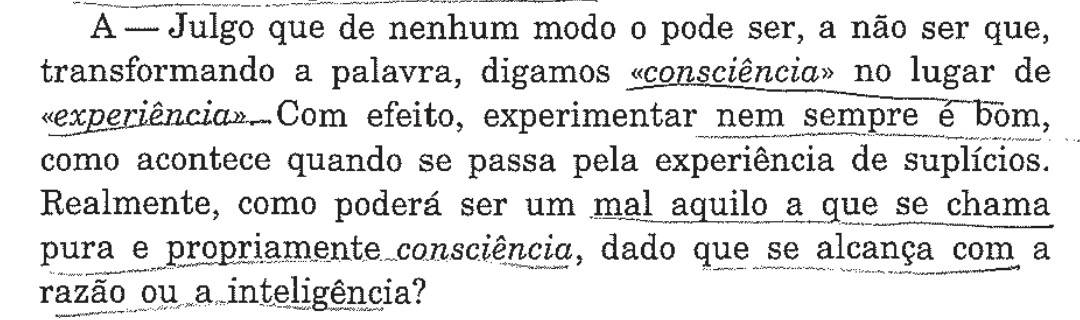 A — Julgo que de nenhum modo o pode ser, a não ser que,
transformando a palavra, digamos «consciência» no lugar de
«experiência». Com efeito, experimentar nem sempre é bom,
como acontece quando se passa pela experiência de suplícios.
Realmente, como poderá ser um mal aquilo a que se chama
pura e propriamente consciência, dado que se alcança com a
razão ou a inteligência?